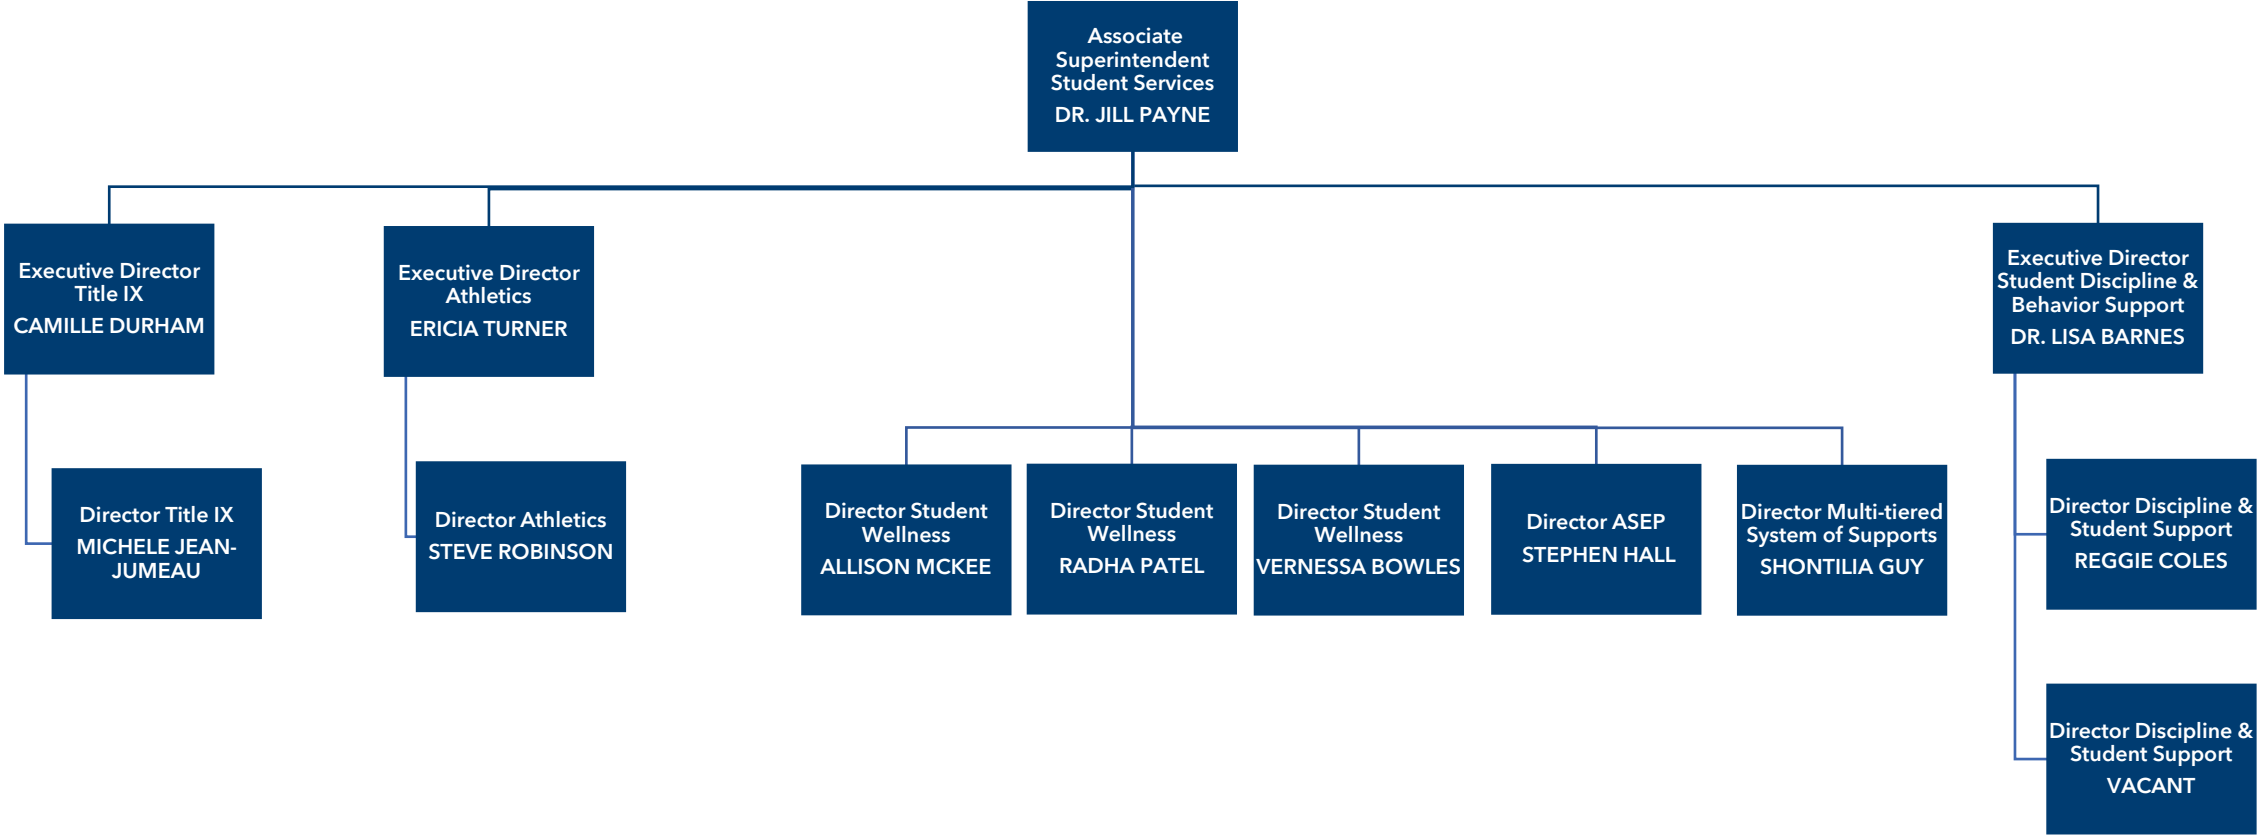 Associate
Superintendent
Student Services
DR. JILL PAYNE
Executive Director
Title IX
CAMILLE DURHAM
Executive Director
Athletics
ERICIA TURNER
Executive Director
Student Discipline &
Behavior Support
DR. LISA BARNES
Director Title IX
MICHELE JEAN-
JUMEAU
Director Athletics
STEVE ROBINSON
Director Student
Wellness
ALLISON MCKEE
Director Student
Wellness
RADHA PATEL
Director Student
Wellness
VERNESSA BOWLES
Director ASEP
STEPHEN HALL
Director Multi-tiered
System of Supports
SHONTILIA GUY
Director Discipline &
Student Support
REGGIE COLES
Director Discipline &
Student Support
VACANT